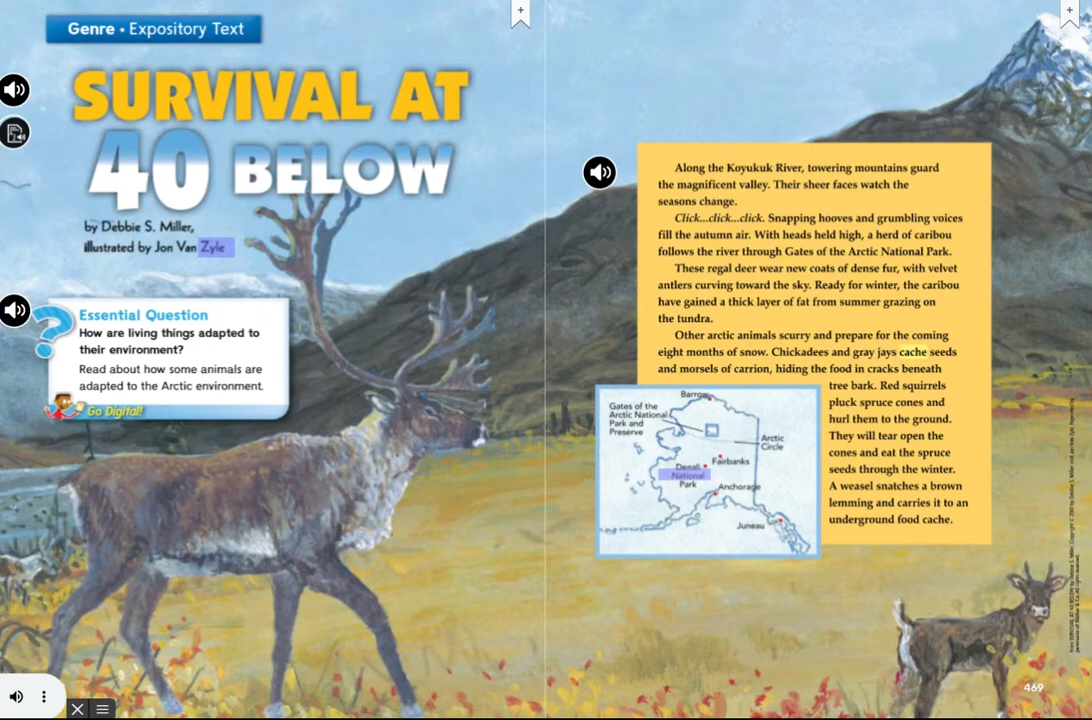 Genre • Expository Text
SURVIVAL AT
40 BELOW
by Debbie S. Miller,
illustrated by Jon Van Zyle
Essential Question
How are living things adapted to
their environment?
Read about how some animals are
adapted to the Arctic environment.
Go Digital!
Along the Koyukuk River, towering mountains guard
the magnificent valley. Their sheer faces watch the
seasons change.
Click...click...click. Snapping hooves and grumbling voices
fill the autumn air. With heads held high, a herd of caribou
follows the river through Gates of the Arctic National Park.
These regal deer wear new coats of dense fur, with velvet
antlers curving toward the sky. Ready for winter, the caribou
have gained a thick layer of fat from summer grazing on
the tundra.
Other arctic animals scurry and prepare for the coming
eight months of snow. Chickadees and gray jays cache seeds
and morsels of carrion, hiding the food in cracks beneath
tree bark. Red squirrels
pluck spruce cones and
hurl them to the ground.
They will tear open the
cones and eat the spruce
seeds through the winter.
A weasel snatches a brown
lemming and carries it to an
underground food cache.
Barrow
Gates of the
Arctic National
Park and
Preserve
Arctic
Circle
Fairbanks
Denali
National
Park
Anchorage
Juneau
469